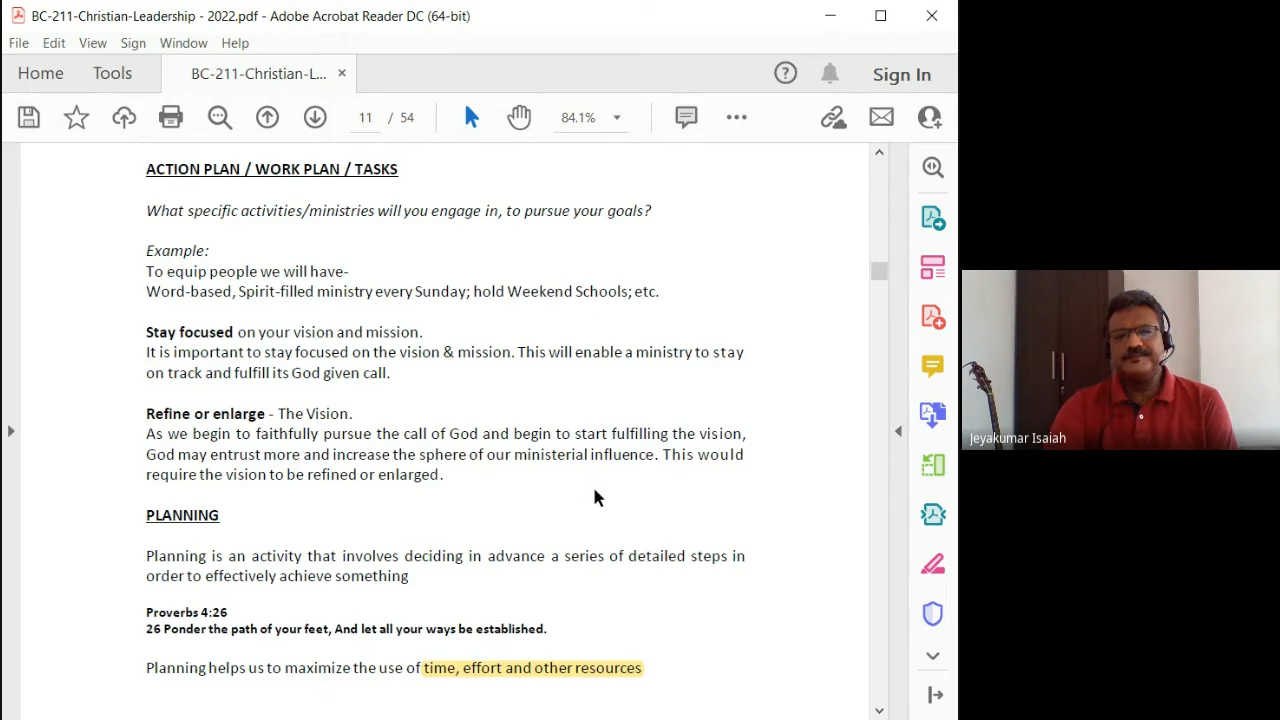 BC-211-Christian-Leadership - 2022.pdf - Adobe Acrobat Reader DC (64-bit)
File Edit View Sign Window Help
Home Tools BC-211-Christian-L... × Sign In
11 / 54 84.1%
ACTION PLAN / WORK PLAN / TASKS
What specific activities/ministries will you engage in, to pursue your goals?
Example:
To equip people we will have-
Word-based, Spirit-filled ministry every Sunday; hold Weekend Schools; etc.
Stay focused on your vision and mission.
It is important to stay focused on the vision & mission. This will enable a ministry to stay
on track and fulfill its God given call.
Refine or enlarge - The Vision.
As we begin to faithfully pursue the call of God and begin to start fulfilling the vision,
God may entrust more and increase the sphere of our ministerial influence. This would
require the vision to be refined or enlarged.
PLANNING
Planning is an activity that involves deciding in advance a series of detailed steps in
order to effectively achieve something
Proverbs 4:26
26 Ponder the path of your feet, And let all your ways be established.
Planning helps us to maximize the use of time, effort and other resources
Jeyakumar Isaiah